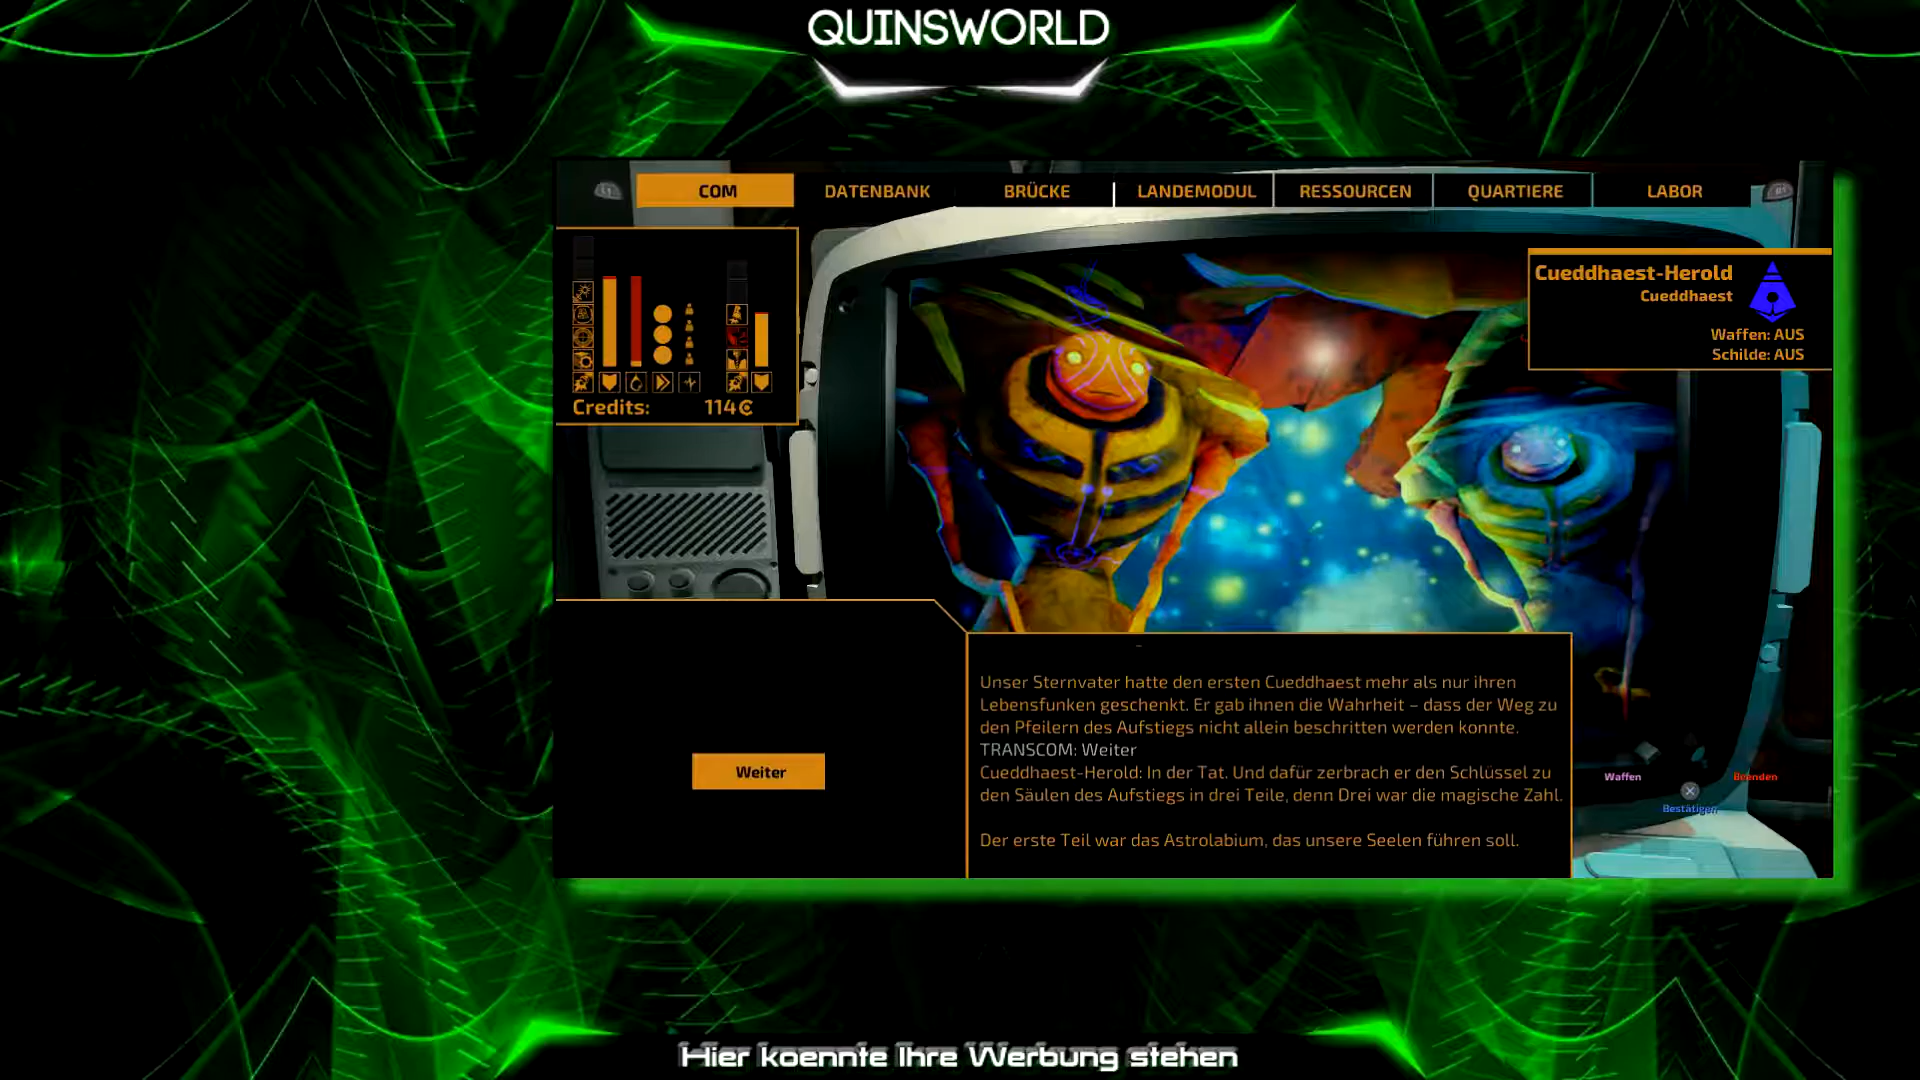 QUINSWORLD
COM
DATENBANK
BRÜCKE
LANDEMODUL
RESSOURCEN
QUARTIERE
LABOR
Cueddhaest-Herold
Cueddhaest
Waffen: AUS
Schilde: AUS
Credits: 114
Unser Sternvater hatte den ersten Cueddhaest mehr als nur ihren
Lebensfunken geschenkt. Er gab ihnen die Wahrheit – dass der Weg zu
den Pfeilern des Aufstiegs nicht allein beschritten werden konnte.
TRANSCOM: Weiter
Cueddhaest-Herold: In der Tat. Und dafür zerbrach er den Schlüssel zu
den Säulen des Aufstiegs in drei Teile, denn Drei war die magische Zahl.
Der erste Teil war das Astrolabium, das unsere Seelen führen soll.
Weiter
Waffen
Beenden
Bestätigen
Hier koennte Ihre Werbung stehen